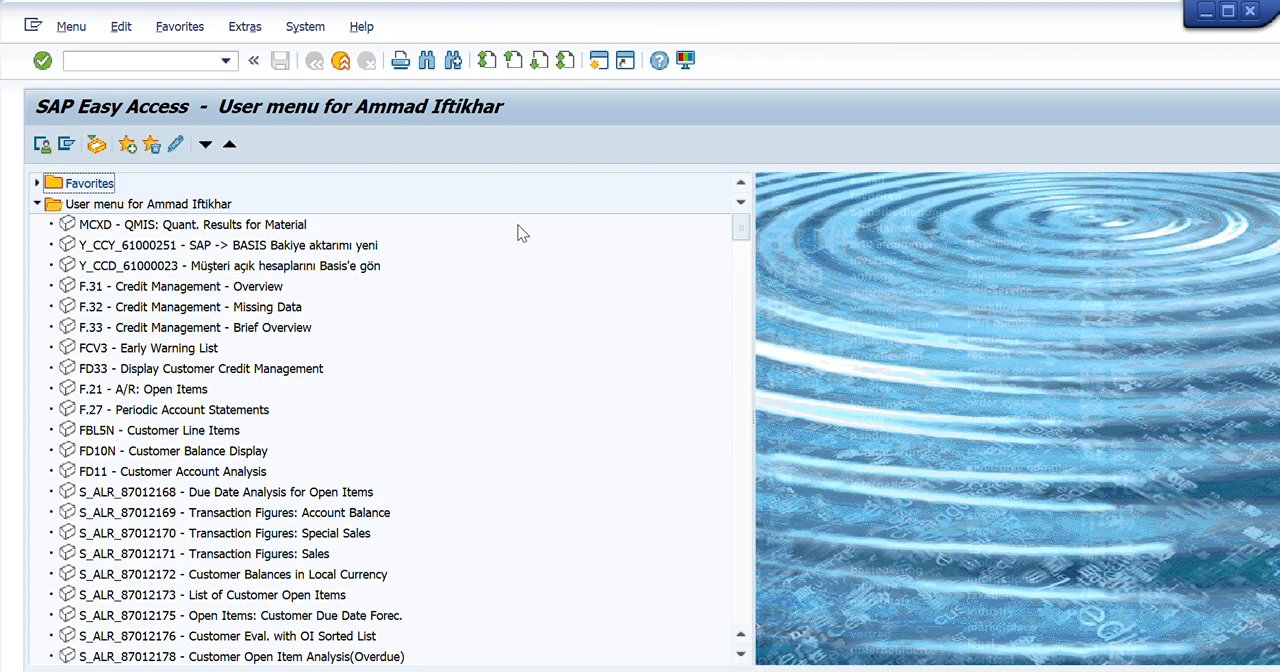 Menu Edit Favorites Extras System Help
SAP Easy Access - User menu for Ammad Iftikhar
Favorites
User menu for Ammad Iftikhar
MCXD - QMIS: Quant. Results for Material
Y_CCY_61000251 - SAP -> BASIS Bakiye aktarımı yeni
Y_CCD_61000023 - Müşteri açık hesaplarını Basis'e gön
F.31 - Credit Management - Overview
F.32 - Credit Management - Missing Data
F.33 - Credit Management - Brief Overview
FCV3 - Early Warning List
FD33 - Display Customer Credit Management
F.21 - A/R: Open Items
F.27 - Periodic Account Statements
FBL5N - Customer Line Items
FD10N - Customer Balance Display
FD11 - Customer Account Analysis
S_ALR_87012168 - Due Date Analysis for Open Items
S_ALR_87012169 - Transaction Figures: Account Balance
S_ALR_87012170 - Transaction Figures: Special Sales
S_ALR_87012171 - Transaction Figures: Sales
S_ALR_87012172 - Customer Balances in Local Currency
S_ALR_87012173 - List of Customer Open Items
S_ALR_87012175 - Open Items: Customer Due Date Forec.
S_ALR_87012176 - Customer Eval. with OI Sorted List
S_ALR_87012178 - Customer Open Item Analysis(Overdue)